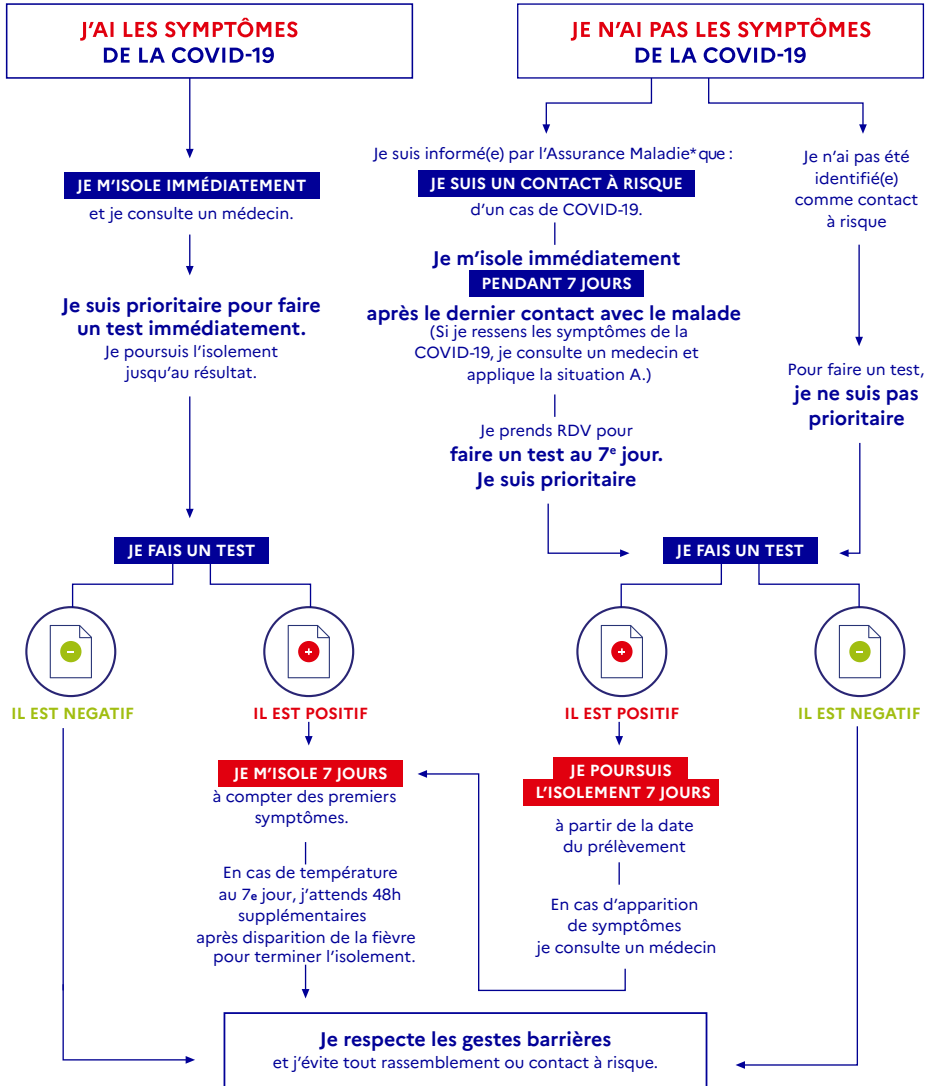 J'AI LES SYMPTÔMES
DE LA COVID-19
JE M'ISOLE IMMÉDIATEMENT
et je consulte un médecin.
Je suis prioritaire pour faire
un test immédiatement.
Je poursuis l'isolement
jusqu'au résultat.
JE FAIS UN TEST
IL EST NEGATIF
IL EST POSITIF
JE M'ISOLE 7 JOURS
à compter des premiers
symptômes.
En cas de température
au 7e jour, j'attends 48h
supplémentaires
après disparition de la fièvre
pour terminer l'isolement.
JE N'AI PAS LES SYMPTÔMES
DE LA COVID-19
Je suis informé(e) par l'Assurance Maladie* que :
JE SUIS UN CONTACT À RISQUE
d'un cas de COVID-19.
Je m'isole immédiatement
PENDANT 7 JOURS
après le dernier contact avec le malade
(Si je ressens les symptômes de la
COVID-19, je consulte un medecin et
applique la situation A.)
Je prends RDV pour
faire un test au 7e jour.
Je suis prioritaire
Je n'ai pas été
identifié(e)
comme contact
à risque
Pour faire un test,
je ne suis pas
prioritaire
JE FAIS UN TEST
IL EST POSITIF
IL EST NEGATIF
JE POURSUIS
L'ISOLEMENT 7 JOURS
à partir de la date
du prélèvement
En cas d'apparition
de symptômes
je consulte un médecin
Je respecte les gestes barrières
et j'évite tout rassemblement ou contact à risque.